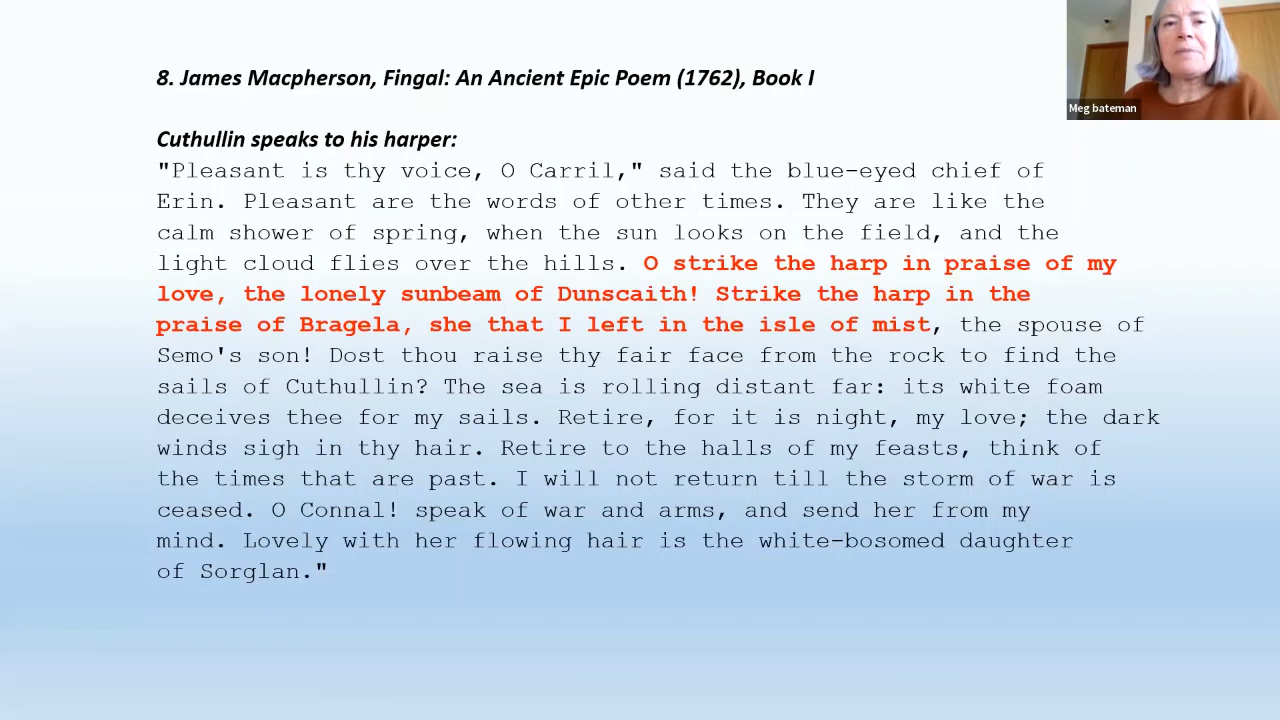 8. James Macpherson, Fingal: An Ancient Epic Poem (1762), Book I
Meg bateman
Cuthullin speaks to his harper:
"Pleasant is thy voice, O Carril," said the blue-eyed chief of
Erin. Pleasant are the words of other times. They are like the
calm shower of spring, when the sun looks on the field, and the
light cloud flies over the hills. O strike the harp in praise of my
love, the lonely sunbeam of Dunscaith! Strike the harp in the
praise of Bragela, she that I left in the isle of mist, the spouse of
Semo's son! Dost thou raise thy fair face from the rock to find the
sails of Cuthullin? The sea is rolling distant far: its white foam
deceives thee for my sails. Retire, for it is night, my love; the dark
winds sigh in thy hair. Retire to the halls of my feasts, think of
the times that are past. I will not return till the storm of war is
ceased. O Connal! speak of war and arms, and send her from my
mind. Lovely with her flowing hair is the white-bosomed daughter
of Sorglan."